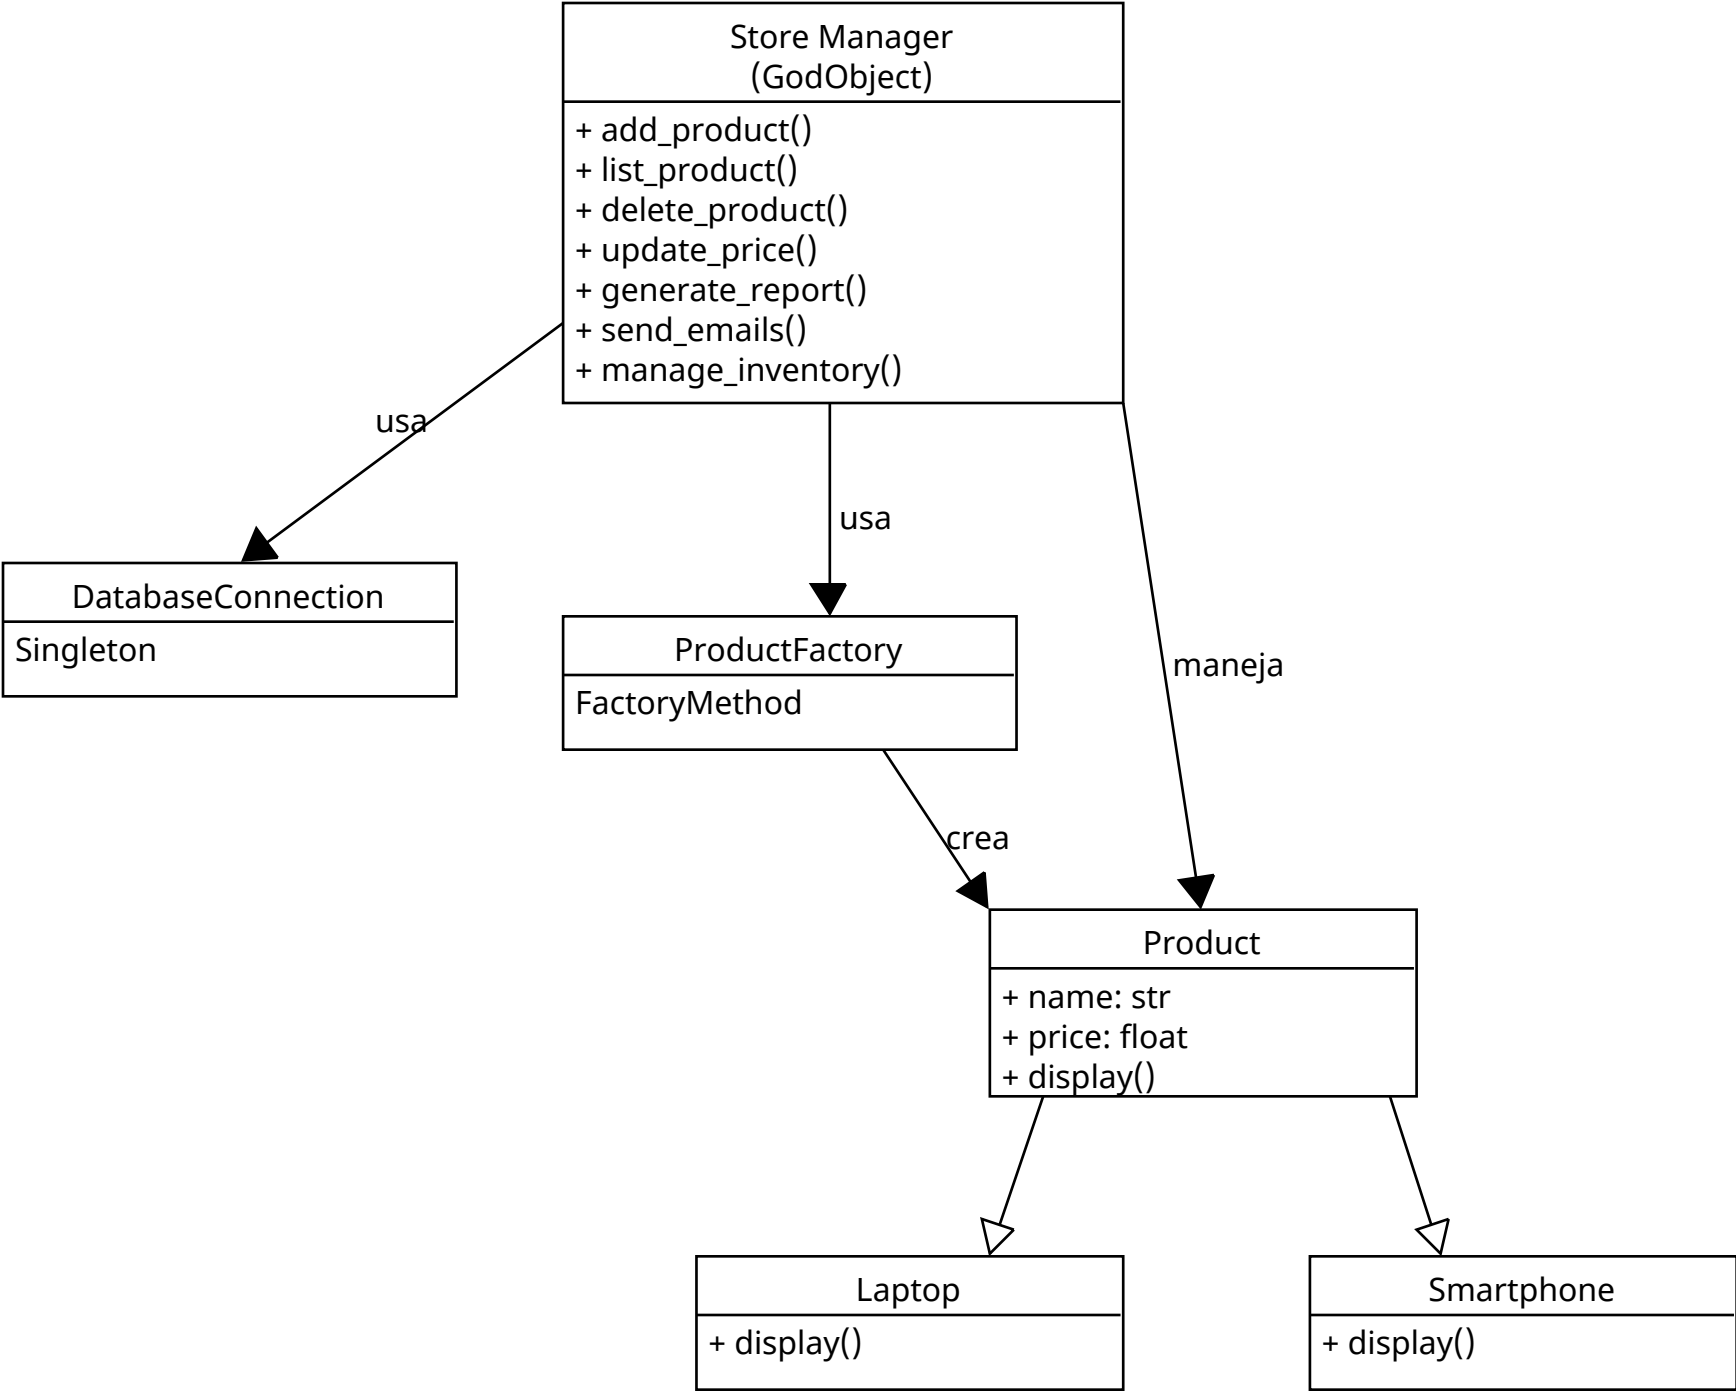 Store Manager
(GodObject)
+ add_product()
+ list_product()
+ delete_product()
+ update_price()
+ generate_report()
+ send_emails()
+ manage_inventory()
usa
usa
maneja
DatabaseConnection
Singleton
ProductFactory
FactoryMethod
crea
Product
+ name: str
+ price: float
+ display()
Laptop
+ display()
Smartphone
+ display()